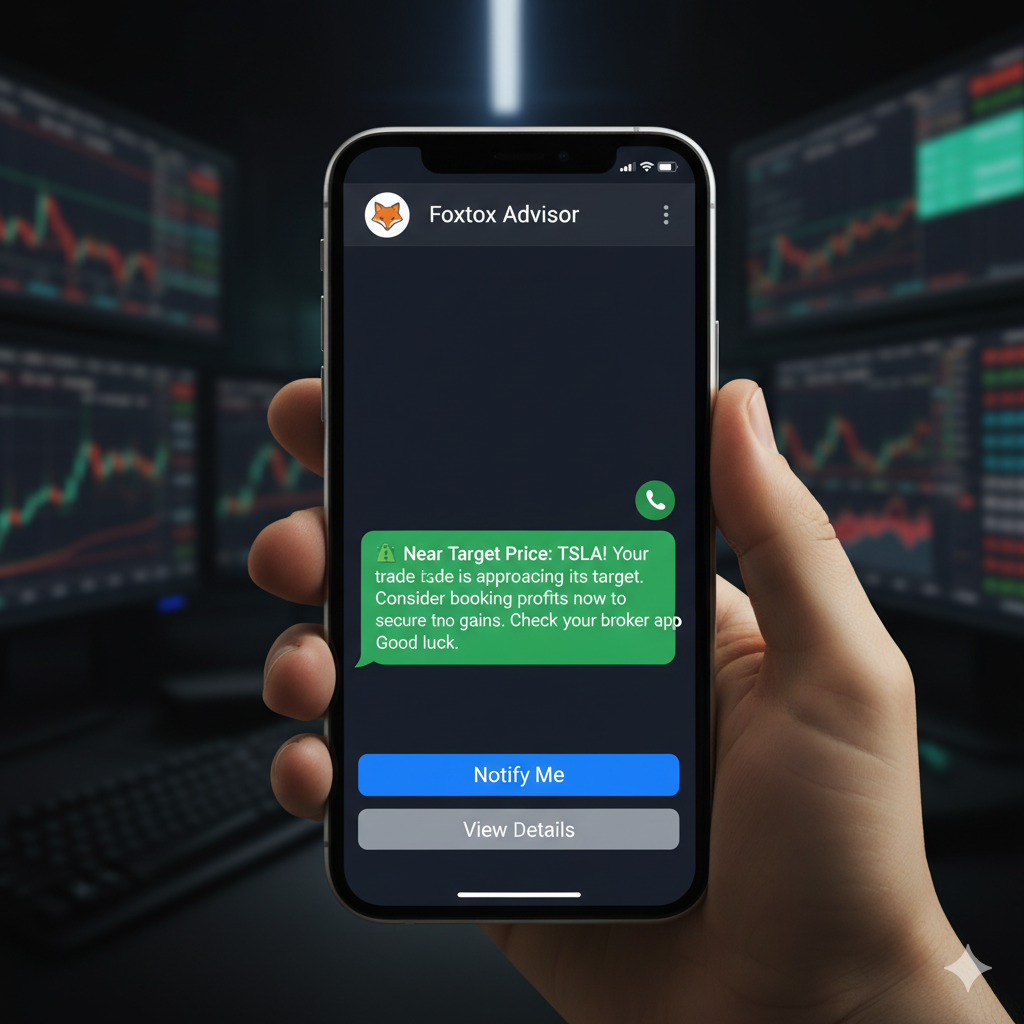 Foxtox Advisor
Near Target Price: TSLA! Your
trade tsde is approacing its target.
Consider booking profits now to
secure tno gains. Check your broker app
Good luck.
Notify Me
View Details